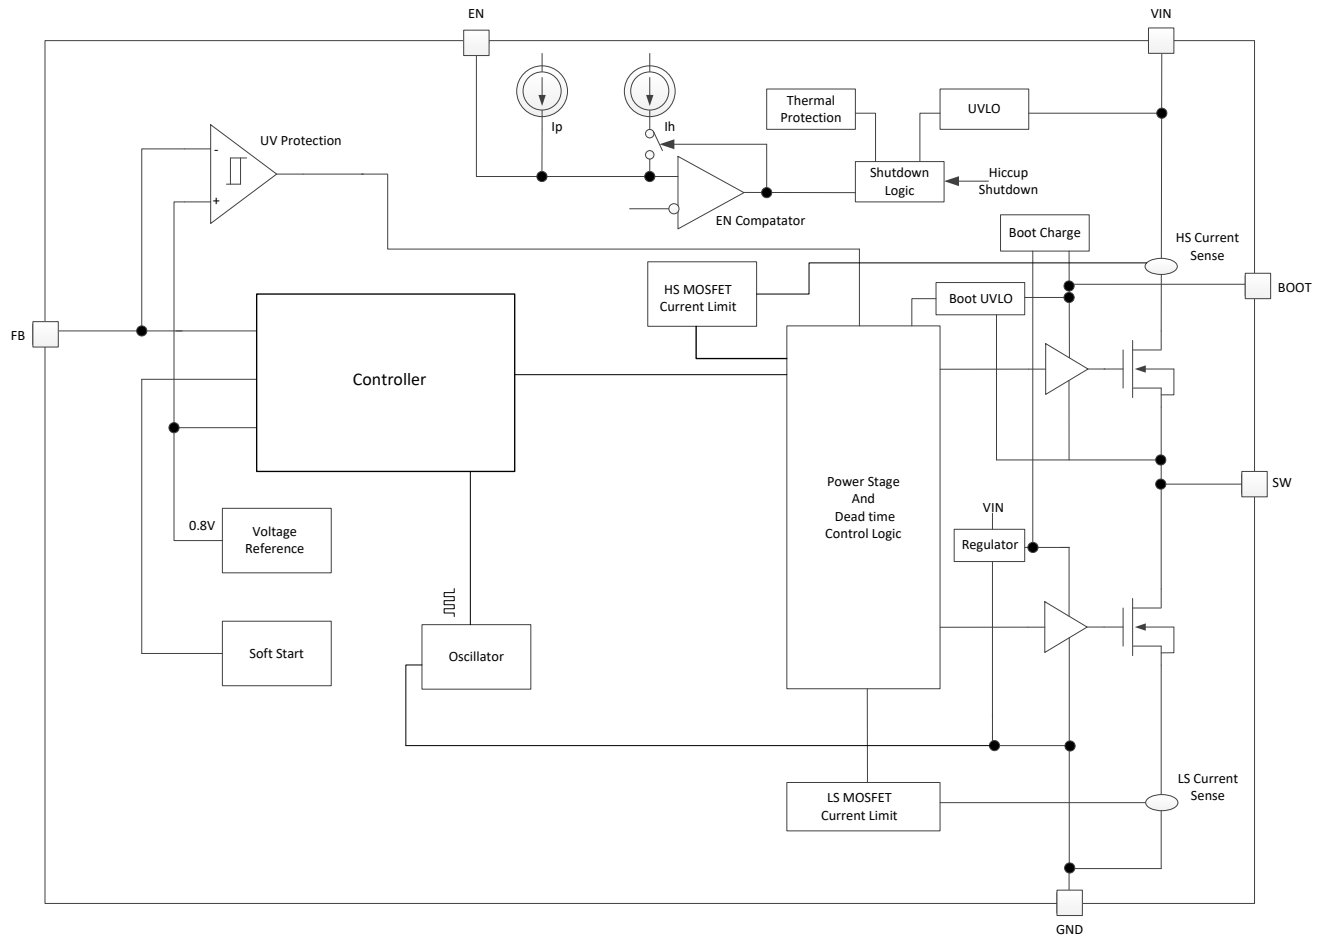 EN
VIN
Ip
Ih
Thermal
Protection
UVLO
UV Protection
-
+
Shutdown
Logic
Hiccup
Shutdown
EN Compatator
Boot Charge
HS Current
Sense
HS MOSFET
Current Limit
Boot UVLO
BOOT
FB
Controller
Power Stage
And
Dead time
Control Logic
SW
VIN
Regulator
0.8V
Voltage
Reference
Soft Start
Oscillator
LS MOSFET
Current Limit
LS Current
Sense
GND